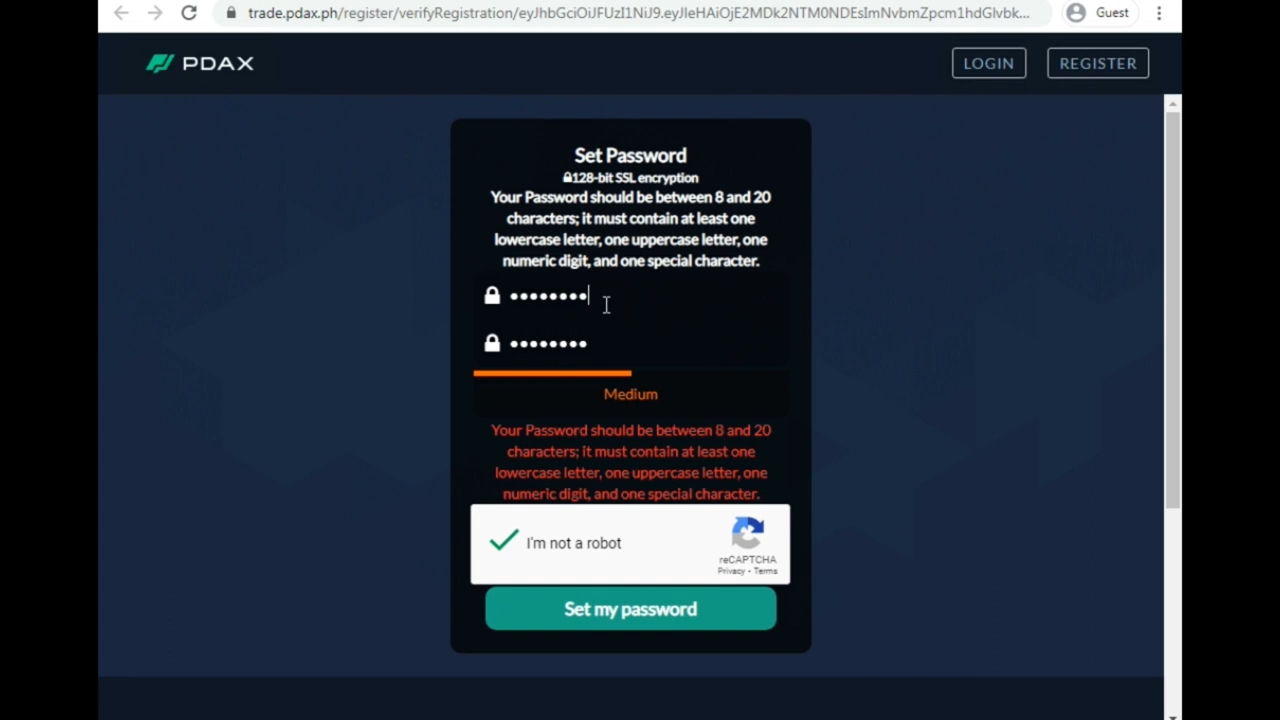 trade.pdax.ph/register/verifyRegistration/eyJhbGciOiJFUzI1NiJ9.eyJleHAiOjE2MDk2NTM0NDEsImNvbmZpcm1hdGlvbk...
Guest
PDAX
LOGIN
REGISTER
Set Password
128-bit SSL encryption
Your Password should be between 8 and 20
characters; it must contain at least one
lowercase letter, one uppercase letter, one
numeric digit, and one special character.
••••••••
••••••••
Medium
Your Password should be between 8 and 20
characters; it must contain at least one
lowercase letter, one uppercase letter, one
numeric digit, and one special character.
I'm not a robot
reCAPTCHA
Privacy - Terms
Set my password